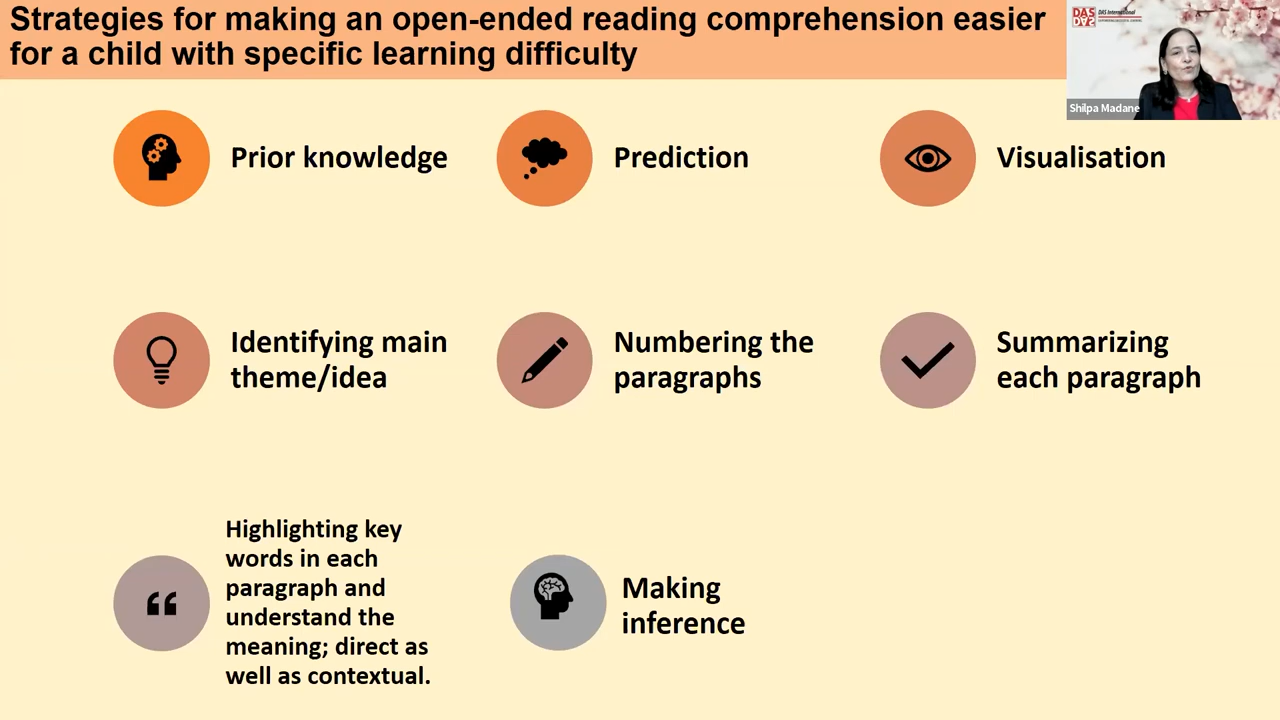 Strategies for making an open-ended reading comprehension easier
for a child with specific learning difficulty
DAS International
Shilpa Madane
Prior knowledge
Prediction
Visualisation
Identifying main
theme/idea
Numbering the
paragraphs
Summarizing
each paragraph
Highlighting key
words in each
paragraph and
understand the
meaning; direct as
well as contextual.
Making
inference